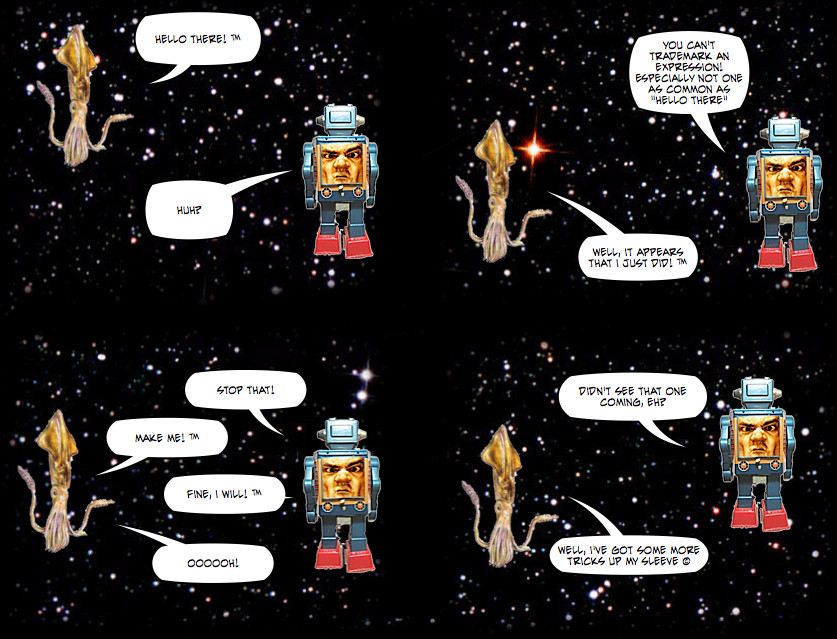 HELLO THERE! ™
HUH?
YOU CAN'T
TRADEMARK AN
EXPRESSION!
ESPECIALLY NOT ONE
AS COMMON AS
"HELLO THERE"
WELL, IT APPEARS
THAT I JUST DID! ™
STOP THAT!
MAKE ME! ™
FINE, I WILL! ™
OOOOOH!
DIDN'T SEE THAT ONE
COMING, EH?
WELL, I'VE GOT SOME MORE
TRICKS UP MY SLEEVE ©